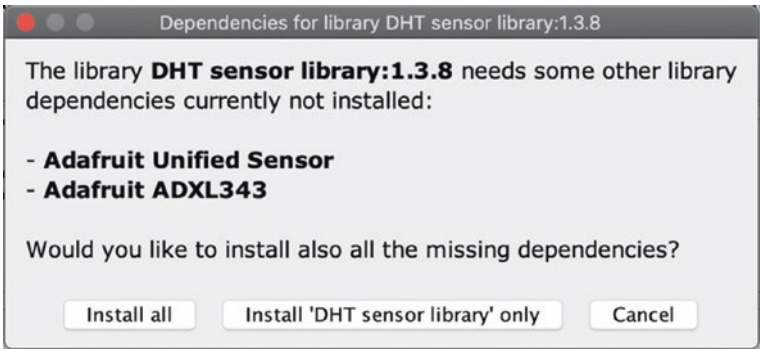 Dependencies for library DHT sensor library:1.3.8
The library DHT sensor library:1.3.8 needs some other library
dependencies currently not installed:
- Adafruit Unified Sensor
- Adafruit ADXL343
Would you like to install also all the missing dependencies?
Install all Install 'DHT sensor library' only Cancel